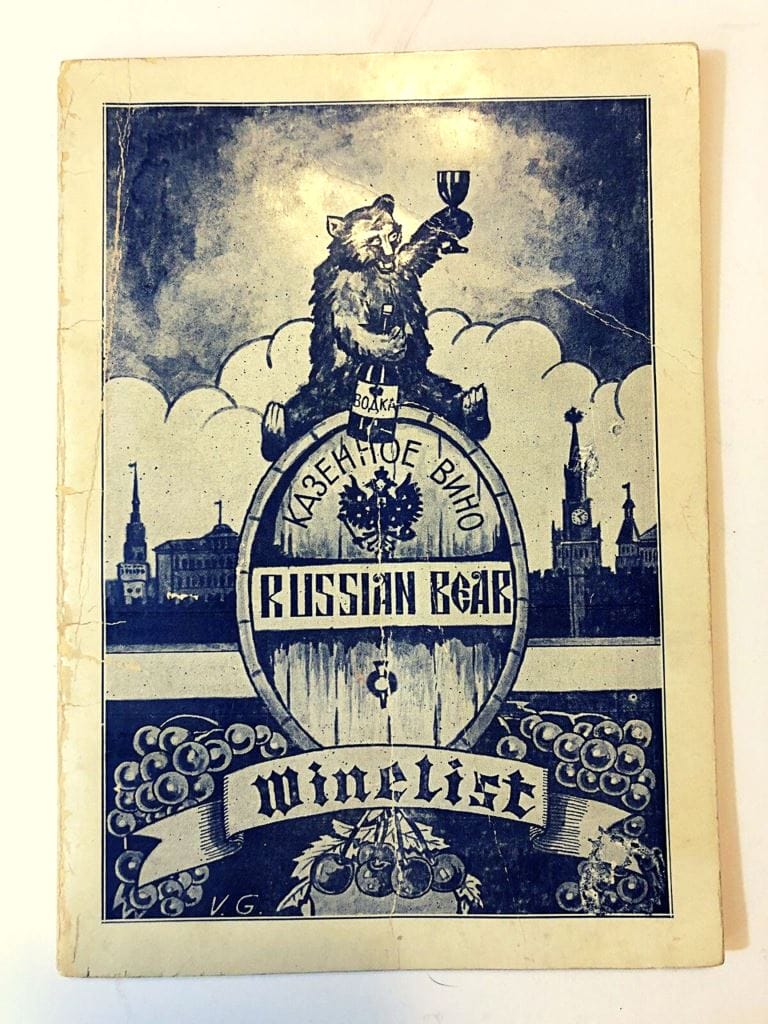 ВОДКА
КАЗЕННОЕ ВИНО
RUSSIAN BEAR
Winelist
V. G.